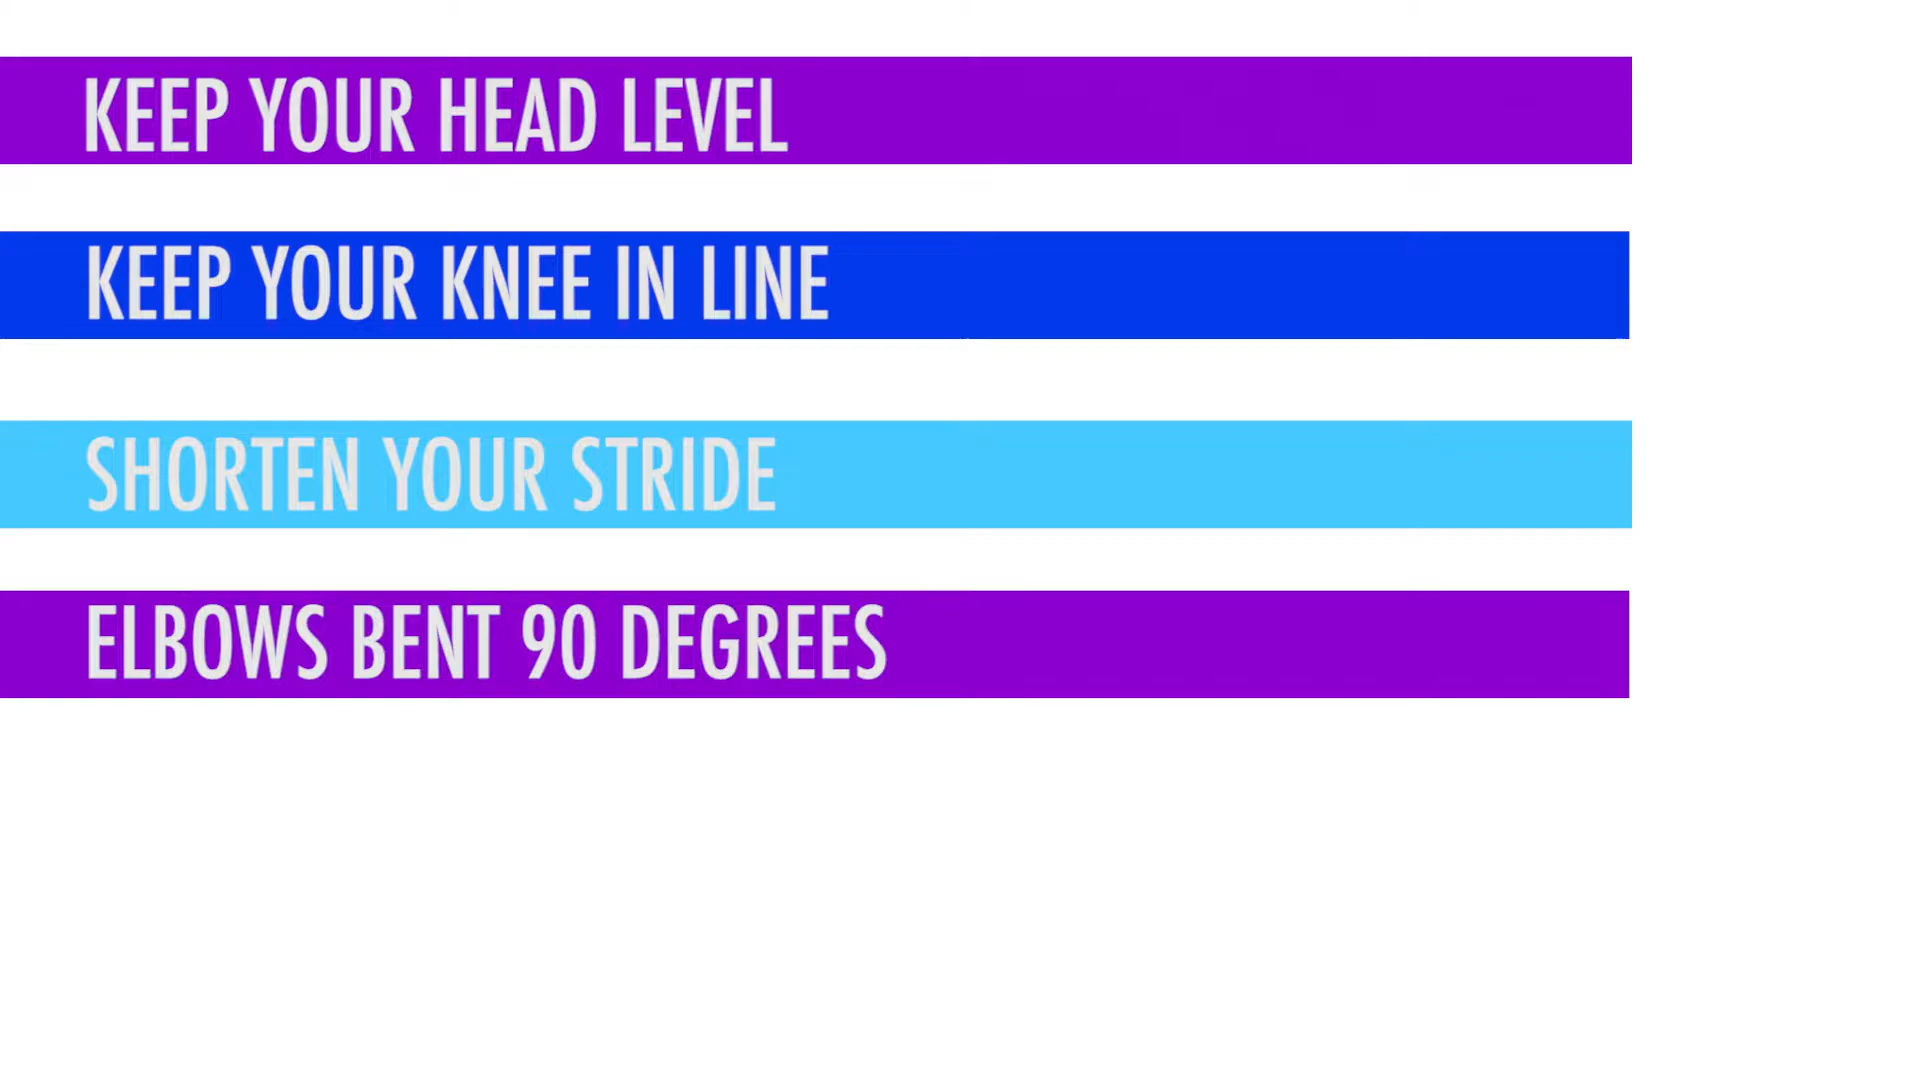 KEEP YOUR HEAD LEVEL
KEEP YOUR KNEE IN LINE
SHORTEN YOUR STRIDE
ELBOWS BENT 90 DEGREES